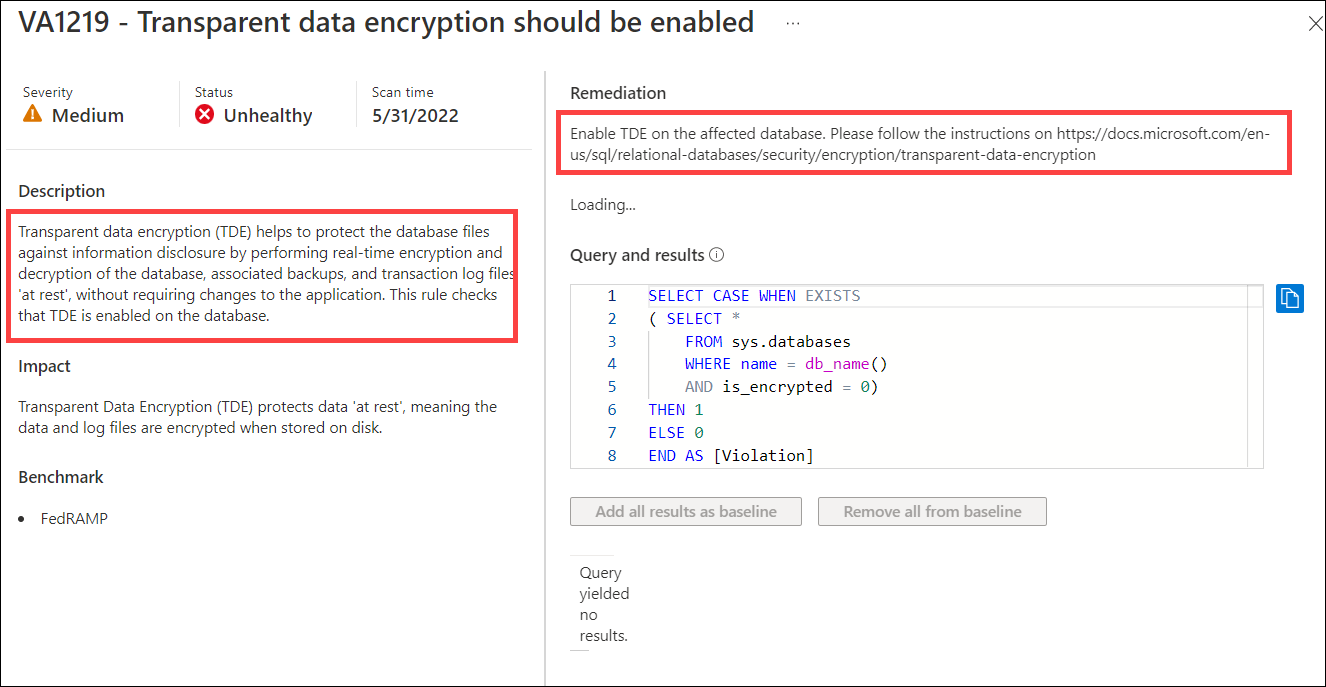 VA1219 - Transparent data encryption should be enabled ...
Severity
Medium
Status
Unhealthy
Scan time
5/31/2022
Description
Transparent data encryption (TDE) helps to protect the database files
against information disclosure by performing real-time encryption and
decryption of the database, associated backups, and transaction log files
'at rest', without requiring changes to the application. This rule checks
that TDE is enabled on the database.
Impact
Transparent Data Encryption (TDE) protects data 'at rest', meaning the
data and log files are encrypted when stored on disk.
Benchmark
• FedRAMP
Remediation
Enable TDE on the affected database. Please follow the instructions on https://docs.microsoft.com/en-
us/sql/relational-databases/security/encryption/transparent-data-encryption
Loading...
Query and results
1 SELECT CASE WHEN EXISTS
2 ( SELECT *
3 FROM sys.databases
4 WHERE name = db_name()
5 AND is_encrypted = 0)
6 THEN 1
7 ELSE 0
8 END AS [Violation]
Add all results as baseline
Remove all from baseline
Query
yielded
no
results.